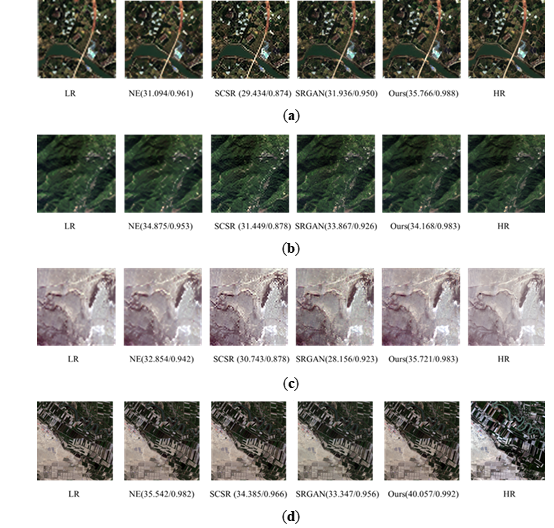 LR NE(31.094/0.961) SCSR (29.434/0.874) SRGAN(31.936/0.950) Ours(35.766/0.988) HR
(a)
LR NE(34.875/0.953) SCSR (31.449/0.878) SRGAN(33.867/0.926) Ours(34.168/0.983) HR
(b)
LR NE(32.854/0.942) SCSR (30.743/0.878) SRGAN(28.156/0.923) Ours(35.721/0.983) HR
(c)
LR NE(35.542/0.982) SCSR (34.385/0.966) SRGAN(33.347/0.956) Ours(40.057/0.992) HR
(d)